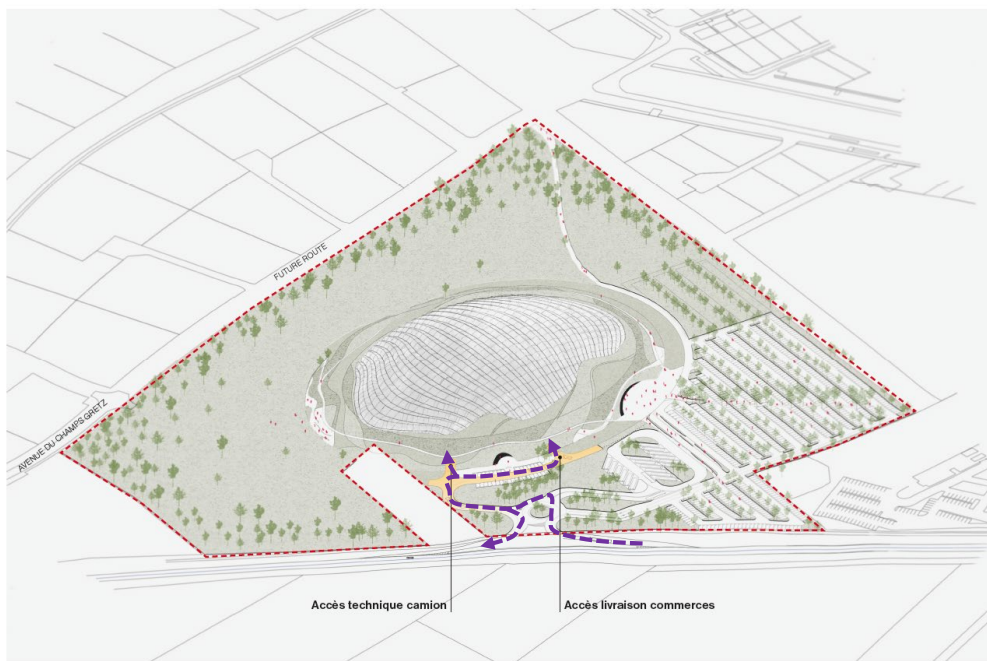 FUTURE ROUTE
AVENUE DU CHAMPS GRETZ
Accès technique camion
Accès livraison commerces